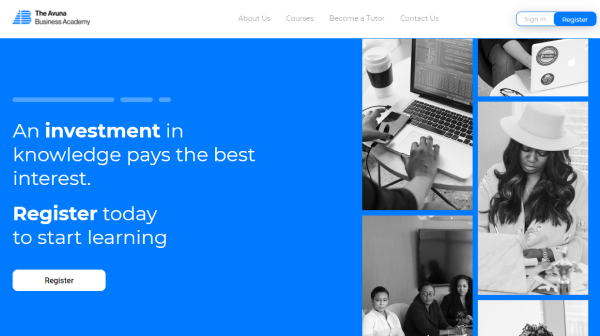 The Avuna
Business Academy
About Us
Courses
Become a Tutor
Contact Us
Sign In
Register
An investment in
knowledge pays the best
interest.
Register today
to start learning
Register